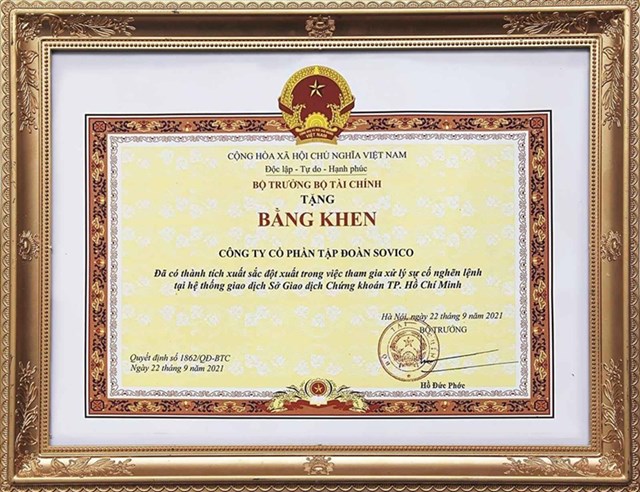 CỘNG HÒA XÃ HỘI CHỦ NGHĨA VIỆT NAM
Độc lập - Tự do - Hạnh phúc
BỘ TRƯỞNG BỘ TÀI CHÍNH
TẶNG
BẰNG KHEN
CÔNG TY CỔ PHẦN TẬP ĐOÀN SOVICO
Đã có thành tích xuất sắc đột xuất trong việc tham gia xử lý sự cố nghẽn lệnh
tại hệ thống giao dịch Sở Giao dịch Chứng khoán TP. Hồ Chí Minh
Hà Nội, ngày 22 tháng 9 năm 2021
BỘ TRƯỞNG
Quyết định số 1862/QĐ-BTC
Ngày 22 tháng 9 năm 2021
Hồ Đức Phớc